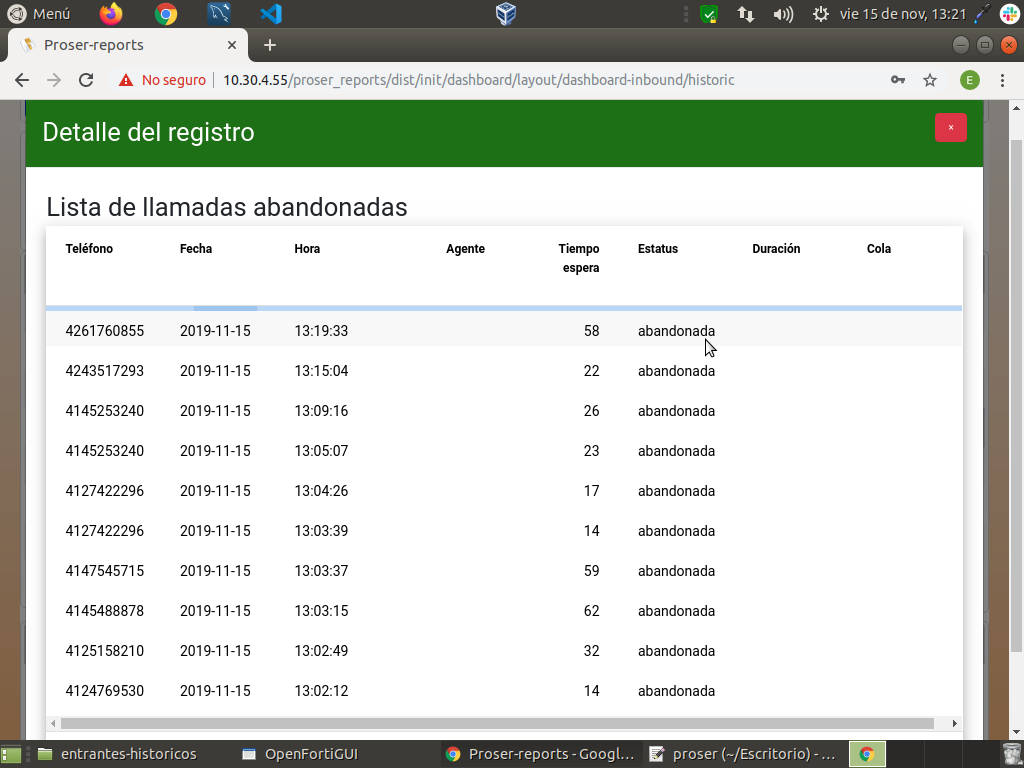 Menú
vie 15 de nov, 13:21
Proser-reports
No seguro
10.30.4.55/proser_reports/dist/init/dashboard/layout/dashboard-inbound/historic
E
Detalle del registro
×
Lista de llamadas abandonadas
Teléfono Fecha Hora Agente Tiempo espera Estatus Duración Cola
4261760855 2019-11-15 13:19:33 58 abandonada
4243517293 2019-11-15 13:15:04 22 abandonada
4145253240 2019-11-15 13:09:16 26 abandonada
4145253240 2019-11-15 13:05:07 23 abandonada
4127422296 2019-11-15 13:04:26 17 abandonada
4127422296 2019-11-15 13:03:39 14 abandonada
4147545715 2019-11-15 13:03:37 59 abandonada
4145488878 2019-11-15 13:03:15 62 abandonada
4125158210 2019-11-15 13:02:49 32 abandonada
4124769530 2019-11-15 13:02:12 14 abandonada
entrantes-historicos OpenFortiGUI Proser-reports - Googl... proser (~/Escritorio) - ...